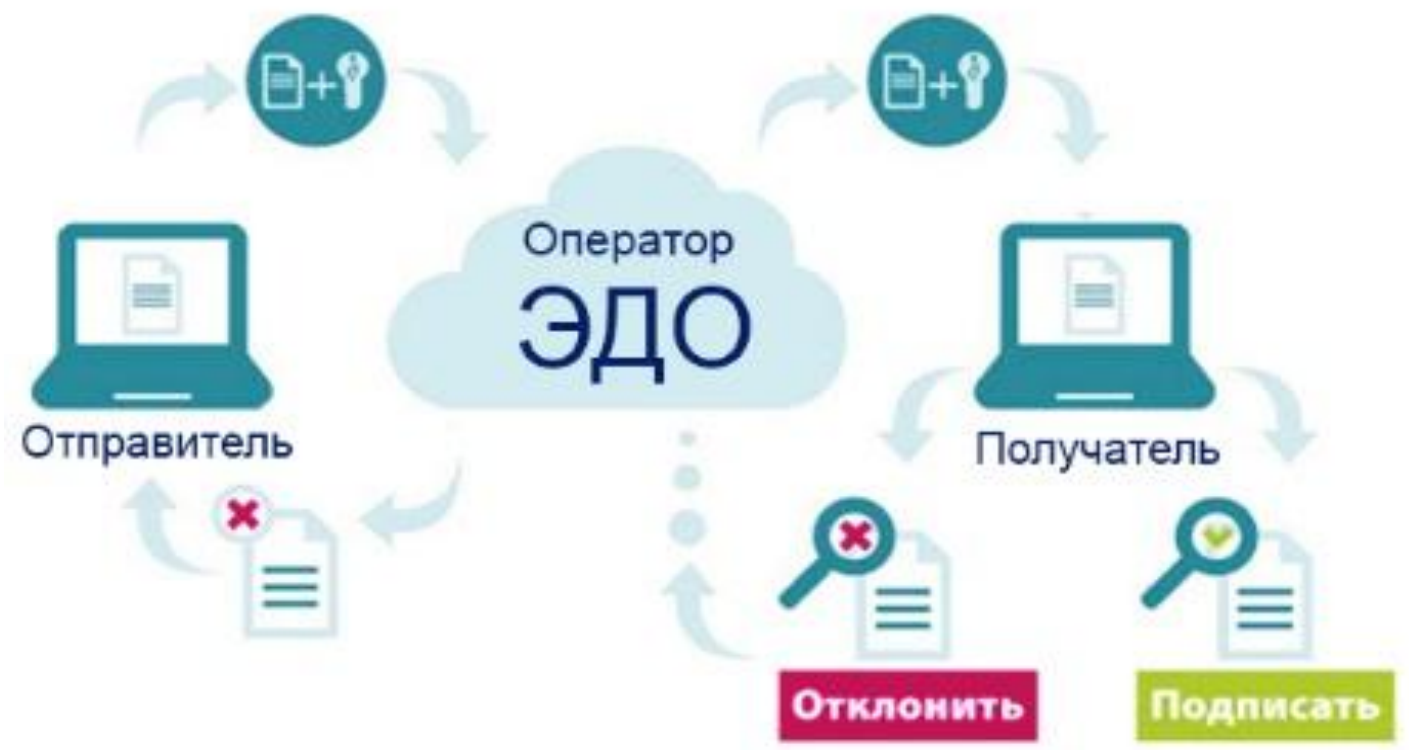 Оператор
ЭДО
Отправитель
Получатель
Отклонить
Подписать